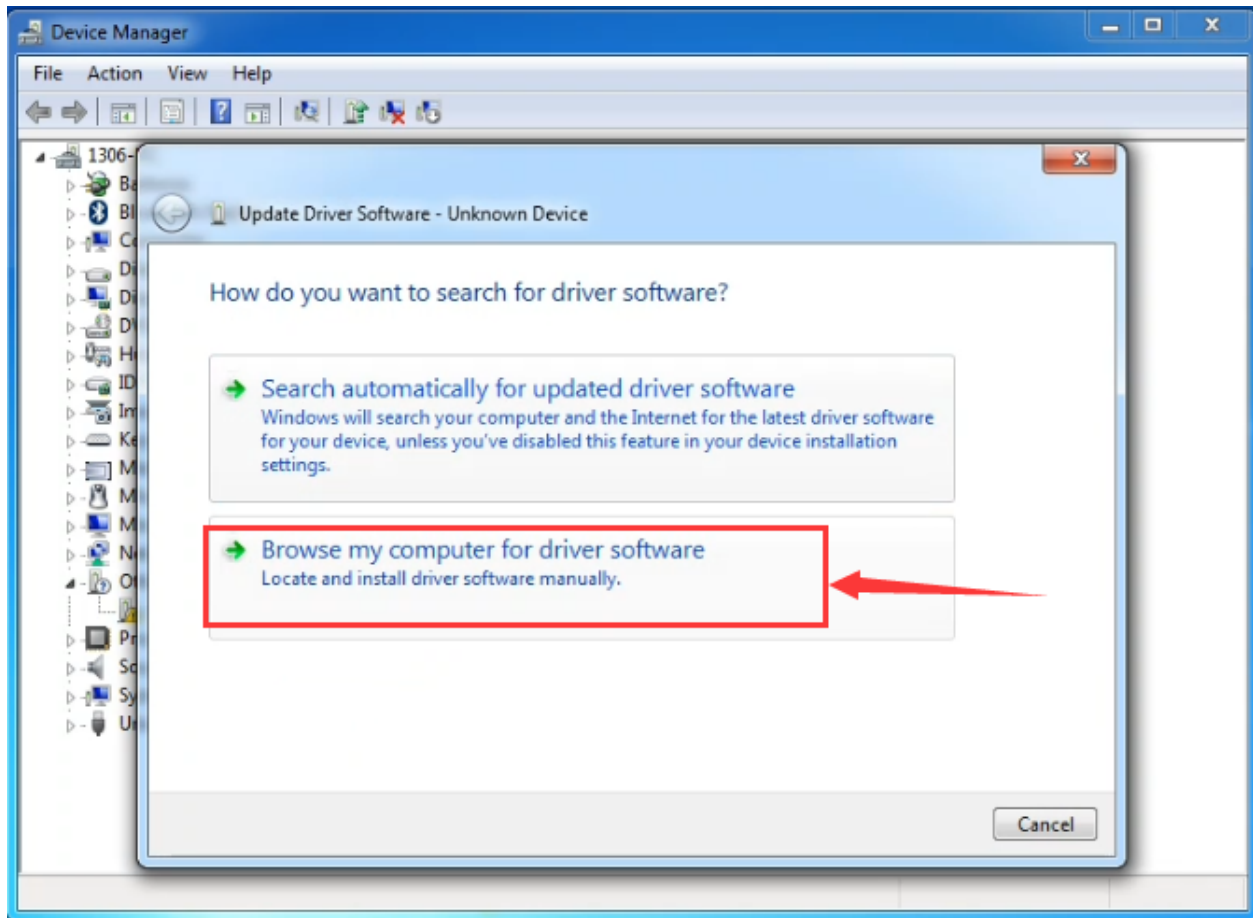 Device Manager
File Action View Help
1306-
Update Driver Software - Unknown Device
How do you want to search for driver software?
Search automatically for updated driver software
Windows will search your computer and the Internet for the latest driver software
for your device, unless you've disabled this feature in your device installation
settings.
Browse my computer for driver software
Locate and install driver software manually.
Cancel